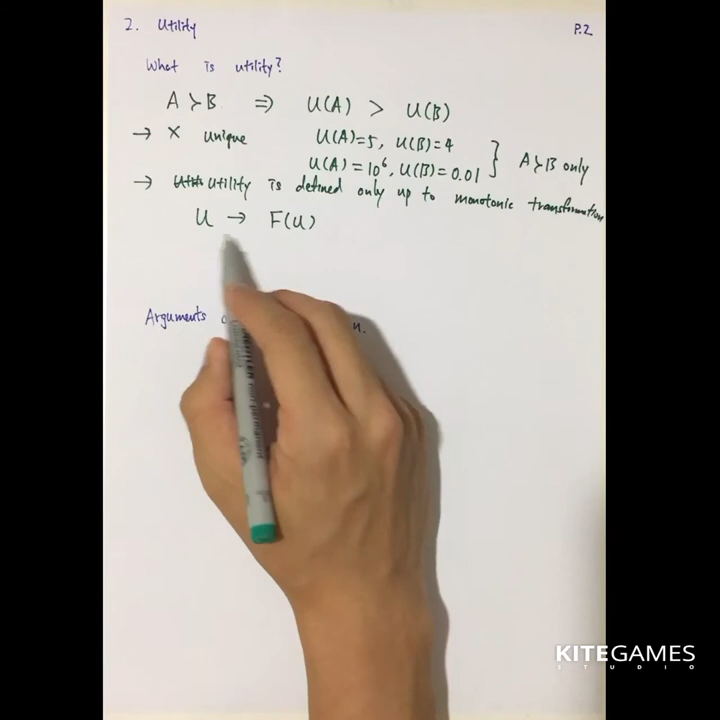 2. Utility P.2
What is utility?
A ≻ B ⇒ U(A) > U(B)
→ × unique U(A)=5, U(B)=4
U(A)=10⁶, U(B)=0.01 } A≻B only
→ utility is defined only up to monotonic transformation
U → F(U)
Arguments
KITEGAMES
STUDIO